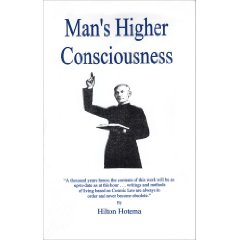 Man's Higher
Consciousness
"A thousand years hence, the contents of this work will be as
up-to-date as at this hour . . . writings and methods
of living based on Cosmic Law are always in
order and never become obsolete."
by
Hilton Hotema